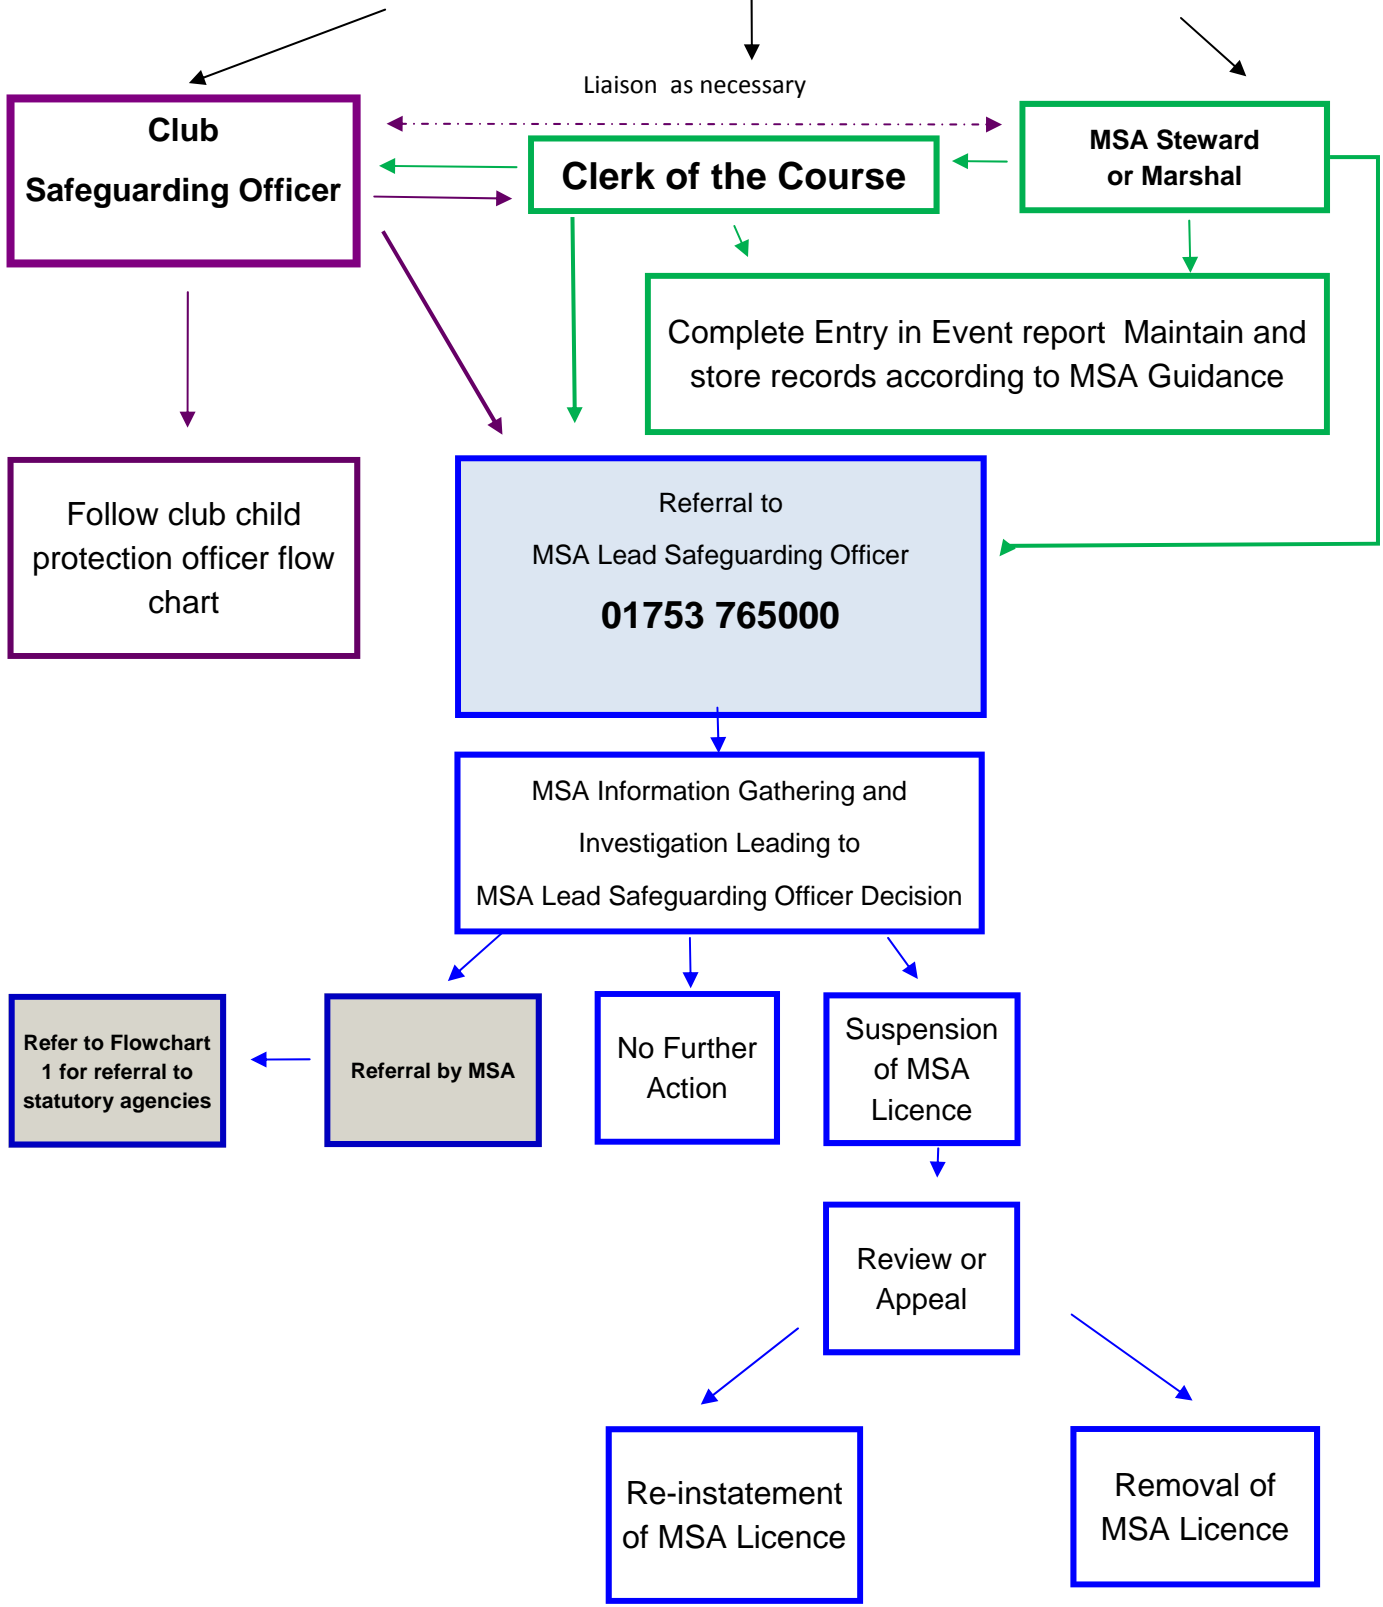 Liaison  as necessary
Club
Safeguarding Officer
Clerk of the Course
MSA Steward
or Marshal
Complete Entry in Event report  Maintain and
store records according to MSA Guidance
Follow club child
protection officer flow
chart
Referral to
MSA Lead Safeguarding Officer
01753 765000
MSA Information Gathering and
Investigation Leading to
MSA Lead Safeguarding Officer Decision
Refer to Flowchart
1 for referral to
statutory agencies
Referral by MSA
No Further
Action
Suspension
of MSA
Licence
Review or
Appeal
Re-instatement
of MSA Licence
Removal of
MSA Licence